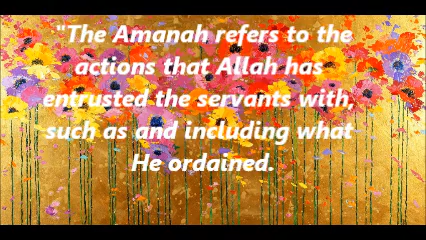 "The Amanah refers to the
actions that Allah has
entrusted the servants with,
such as and including what
He ordained.